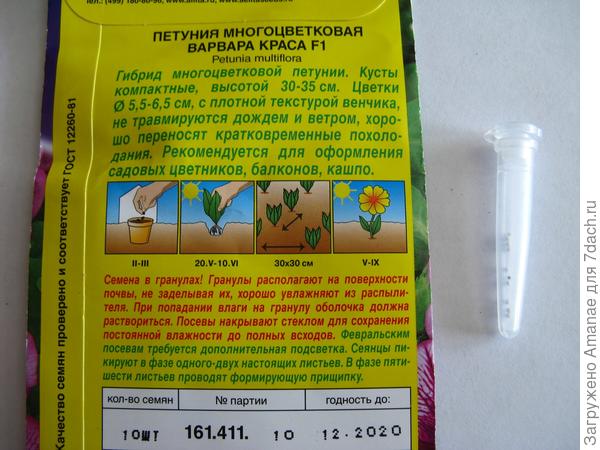 ПЕТУНИЯ МНОГОЦВЕТКОВАЯ
ВАРВАРА КРАСА F1
Petunia multiflora
Гибрид многоцветковой петунии. Кусты
компактные, высотой 30-35 см. Цветки
Ø 5,5-6,5 см, с плотной текстурой венчика,
не травмируются дождем и ветром, хоро-
шо переносят кратковременные похоло-
дания. Рекомендуется для оформления
садовых цветников, балконов, кашпо.
II-III 20.V-10.VI 30x30 см V-IX
Семена в гранулах! Гранулы располагают на поверхности
почвы, не заделывая их, хорошо увлажняют из распыли-
теля. При попадании влаги на гранулу оболочка должна
раствориться. Посевы накрывают стеклом для сохранения
постоянной влажности до полных всходов. Февральским
посевам требуется дополнительная подсветка. Сеянцы пи-
кируют в фазе одного-двух настоящих листьев. В фазе пяти-
шести листьев проводят формирующую прищипку.
кол-во семян № партии годность до:
10ШТ 161.411. 10 12.2020
Качество семян проверено и соответствует ГОСТ 12260-81
Загружено Amanae для 7dach.ru